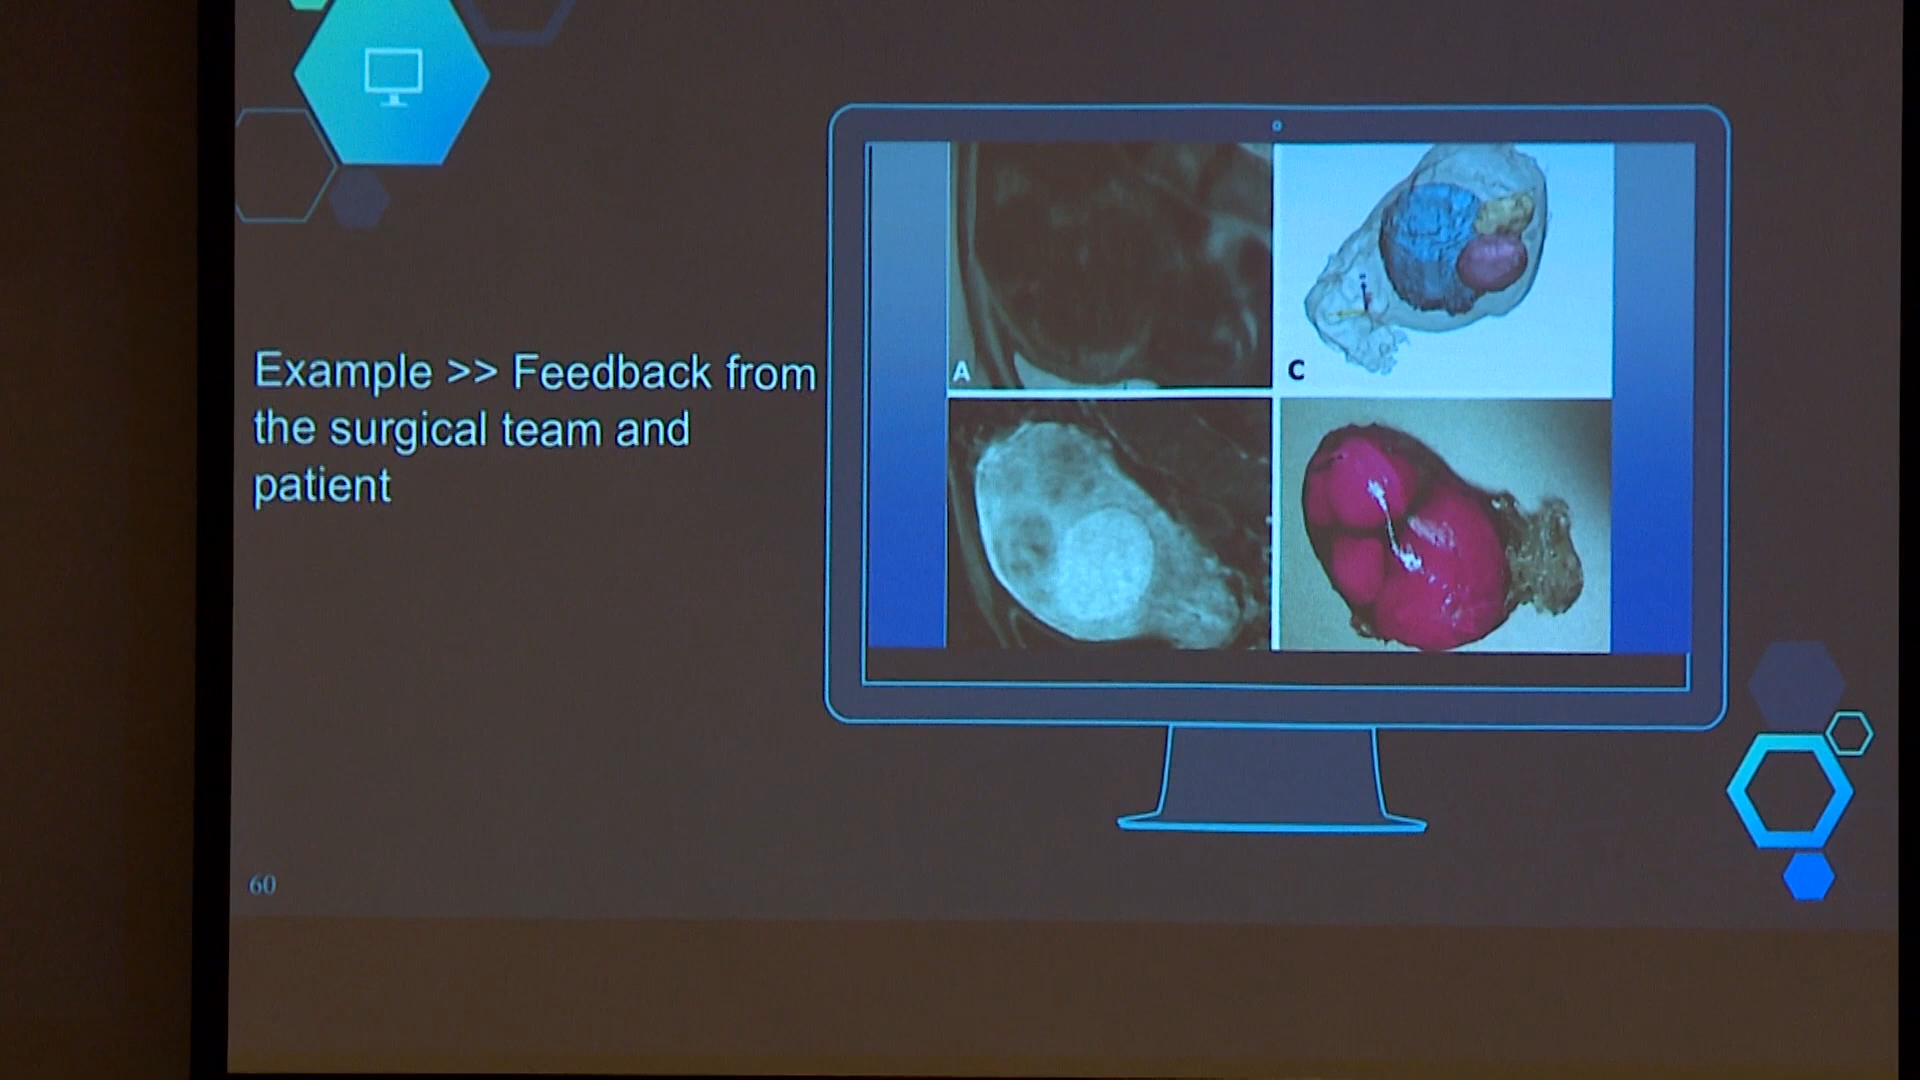 Example >> Feedback from
the surgical team and
patient
A
C
60